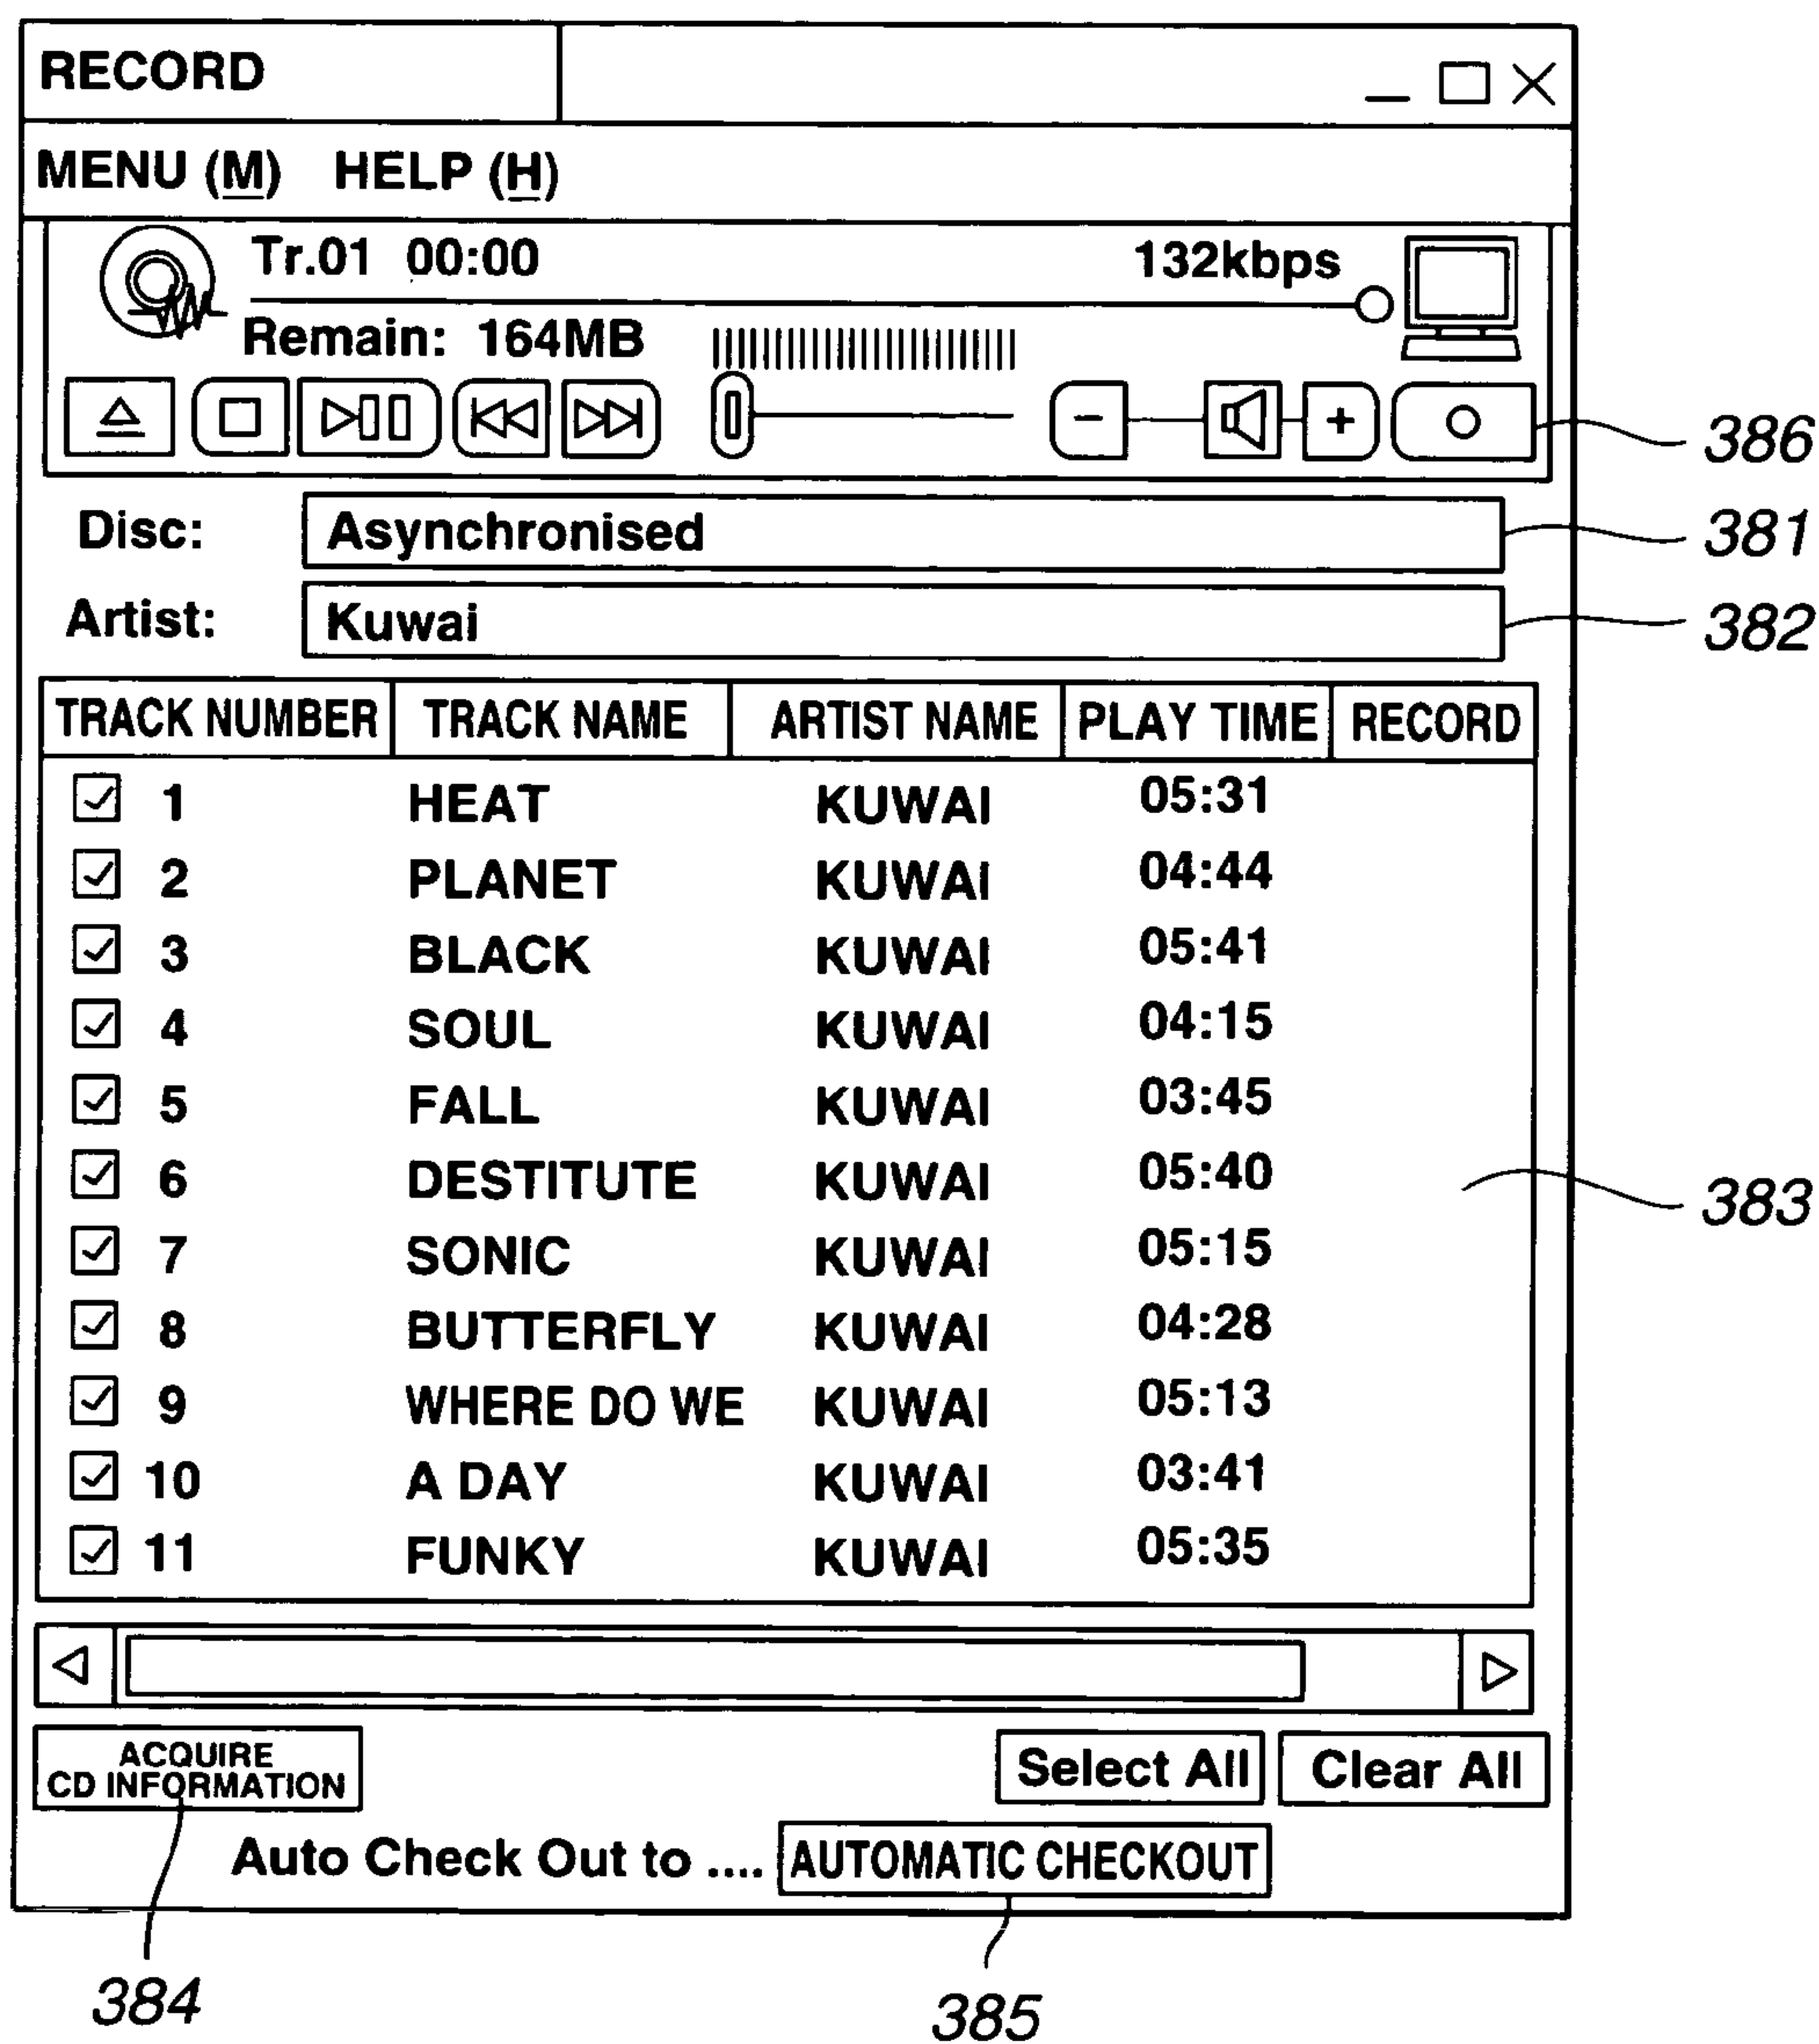 RECORD
MENU (M) HELP (H)
Tr.01 00:00 132kbps
Remain: 164MB
386
Disc: Asynchronised 381
Artist: Kuwai 382
TRACK NUMBER TRACK NAME ARTIST NAME PLAY TIME RECORD
1 HEAT KUWAI 05:31
2 PLANET KUWAI 04:44
3 BLACK KUWAI 05:41
4 SOUL KUWAI 04:15
5 FALL KUWAI 03:45
6 DESTITUTE KUWAI 05:40
383
7 SONIC KUWAI 05:15
8 BUTTERFLY KUWAI 04:28
9 WHERE DO WE KUWAI 05:13
10 A DAY KUWAI 03:41
11 FUNKY KUWAI 05:35
ACQUIRE
CD INFORMATION
Select All Clear All
Auto Check Out to .... AUTOMATIC CHECKOUT
384 385